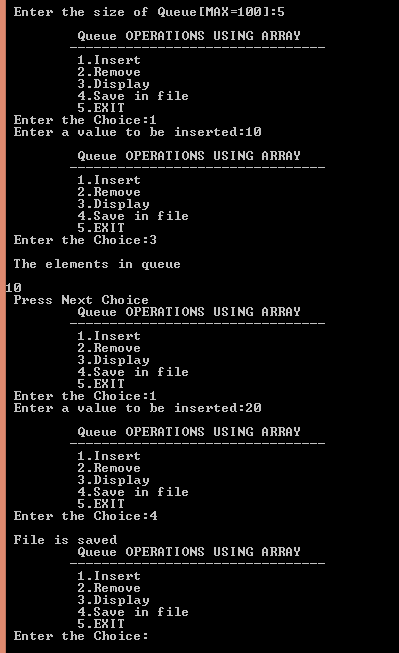 Enter the size of Queue[MAX=100]:5
Queue OPERATIONS USING ARRAY
--------------------------------
1.Insert
2.Remove
3.Display
4.Save in file
5.EXIT
Enter the Choice:1
Enter a value to be inserted:10
Queue OPERATIONS USING ARRAY
--------------------------------
1.Insert
2.Remove
3.Display
4.Save in file
5.EXIT
Enter the Choice:3
The elements in queue
10
Press Next Choice
Queue OPERATIONS USING ARRAY
--------------------------------
1.Insert
2.Remove
3.Display
4.Save in file
5.EXIT
Enter the Choice:1
Enter a value to be inserted:20
Queue OPERATIONS USING ARRAY
--------------------------------
1.Insert
2.Remove
3.Display
4.Save in file
5.EXIT
Enter the Choice:4
File is saved
Queue OPERATIONS USING ARRAY
--------------------------------
1.Insert
2.Remove
3.Display
4.Save in file
5.EXIT
Enter the Choice: